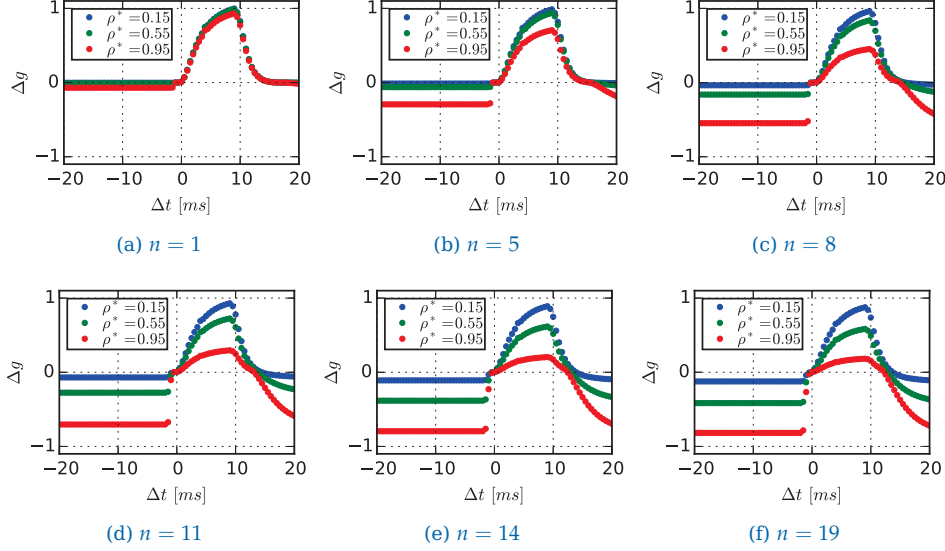 1
0
−1
Δg
ρ* =0.15
ρ* =0.55
ρ* =0.95
−20 −10 0 10 20
Δt [ms]
(a) n = 1
1
0
−1
Δg
ρ* =0.15
ρ* =0.55
ρ* =0.95
−20 −10 0 10 20
Δt [ms]
(b) n = 5
1
0
−1
Δg
ρ* =0.15
ρ* =0.55
ρ* =0.95
−20 −10 0 10 20
Δt [ms]
(c) n = 8
1
0
−1
Δg
ρ* =0.15
ρ* =0.55
ρ* =0.95
−20 −10 0 10 20
Δt [ms]
(d) n = 11
1
0
−1
Δg
ρ* =0.15
ρ* =0.55
ρ* =0.95
−20 −10 0 10 20
Δt [ms]
(e) n = 14
1
0
−1
Δg
ρ* =0.15
ρ* =0.55
ρ* =0.95
−20 −10 0 10 20
Δt [ms]
(f) n = 19